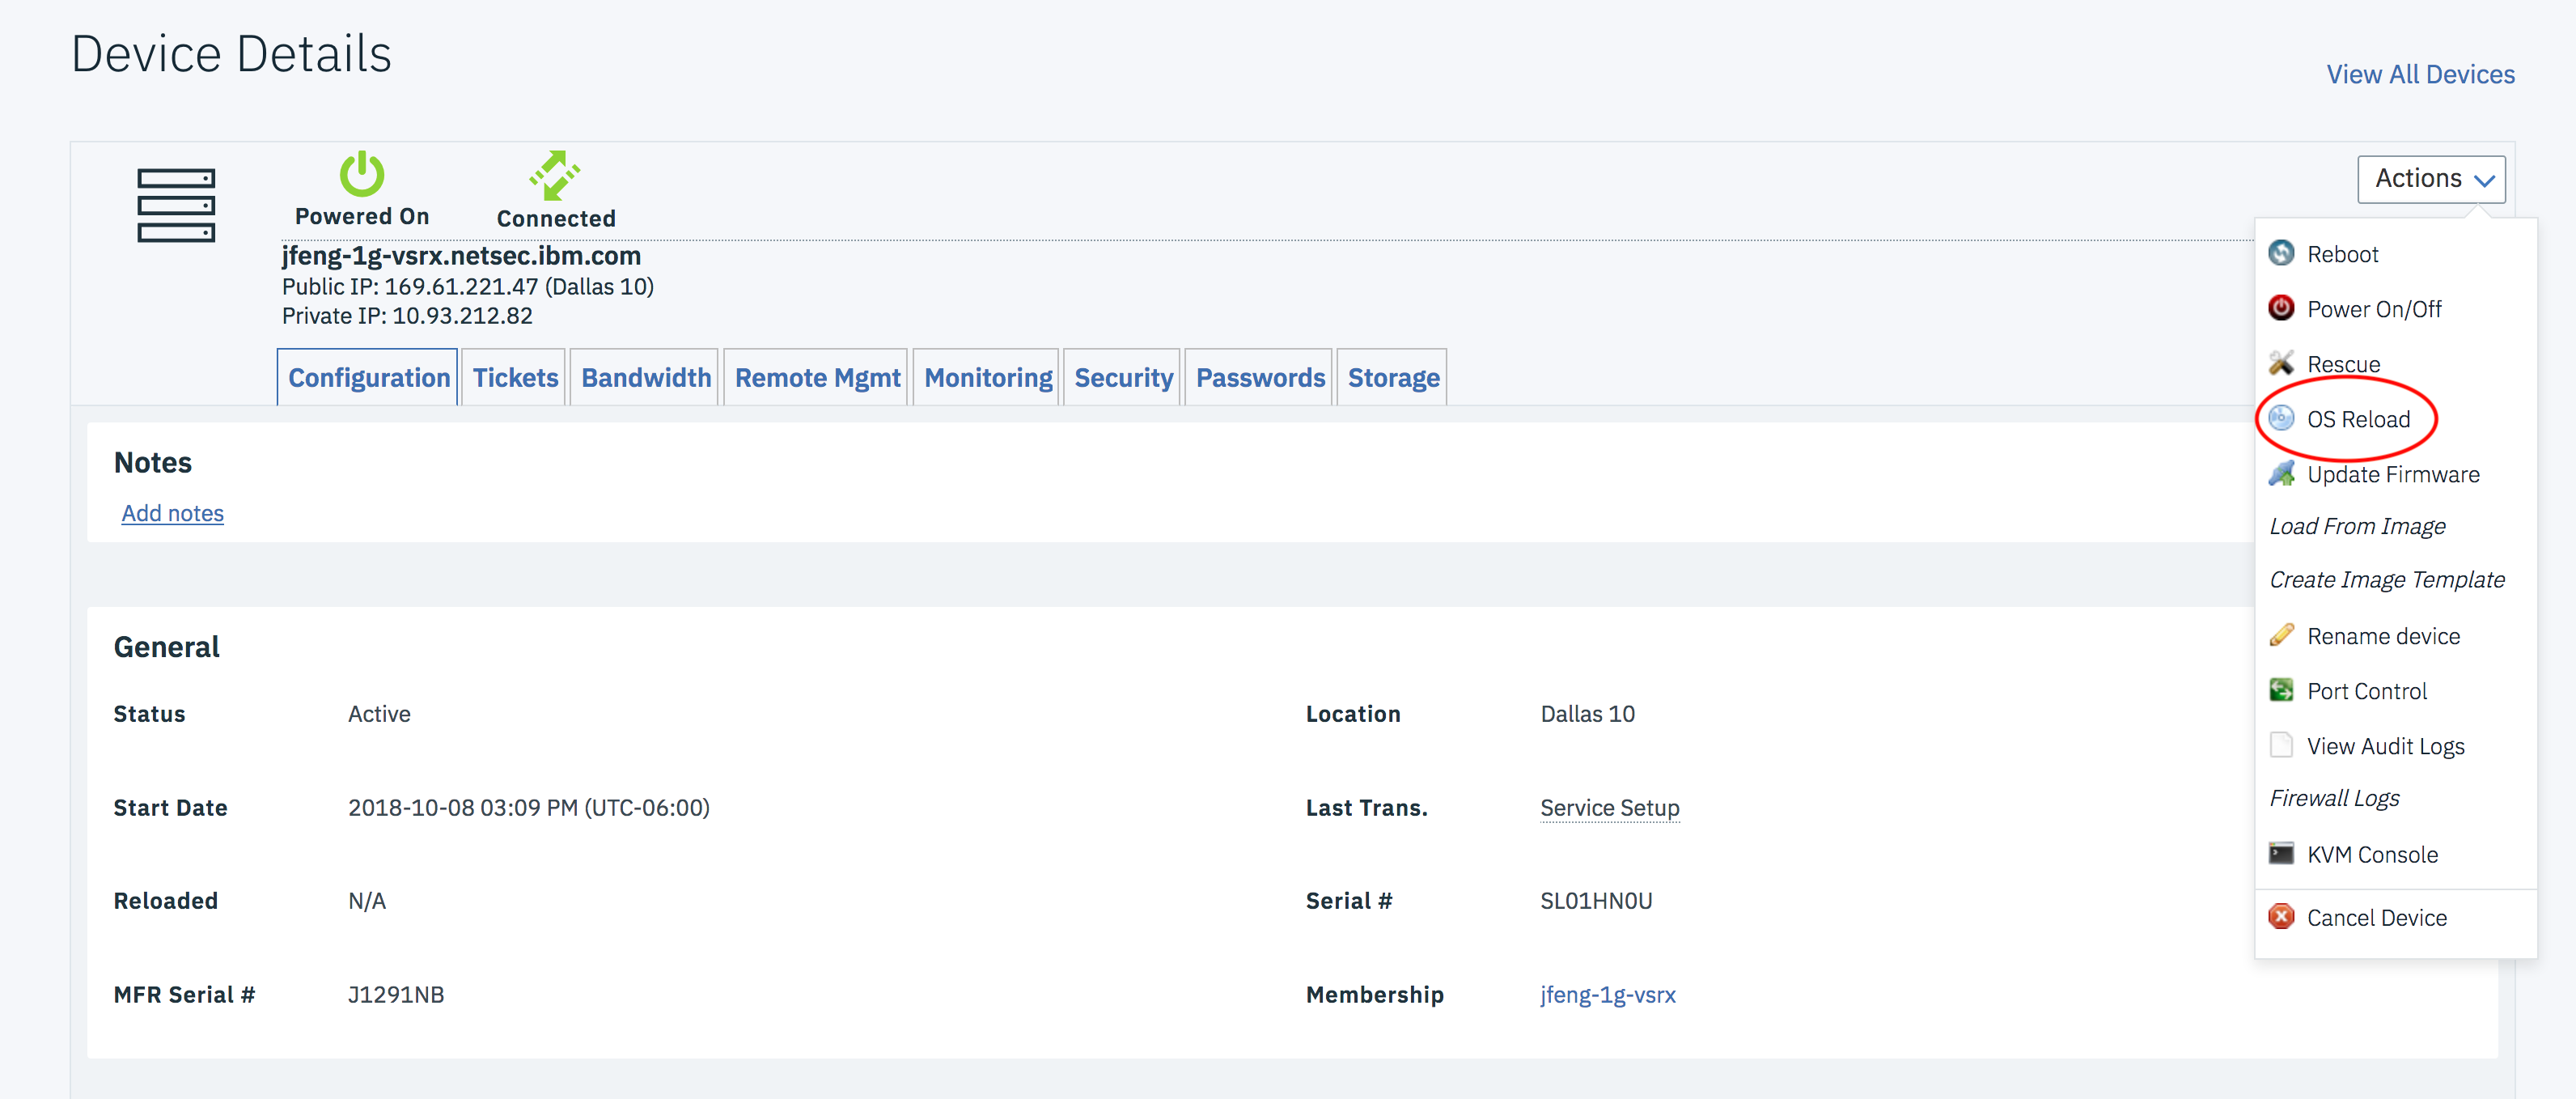 Device Details
View All Devices
Powered On
Connected
Actions
jfeng-1g-vsrx.netsec.ibm.com
Public IP: 169.61.221.47 (Dallas 10)
Private IP: 10.93.212.82
Configuration Tickets Bandwidth Remote Mgmt Monitoring Security Passwords Storage
Reboot
Power On/Off
Rescue
OS Reload
Update Firmware
Load From Image
Create Image Template
Rename device
Port Control
View Audit Logs
Firewall Logs
KVM Console
Cancel Device
Notes
Add notes
General
Status Active
Location Dallas 10
Start Date 2018-10-08 03:09 PM (UTC-06:00)
Last Trans. Service Setup
Reloaded N/A
Serial # SL01HN0U
MFR Serial # J1291NB
Membership jfeng-1g-vsrx